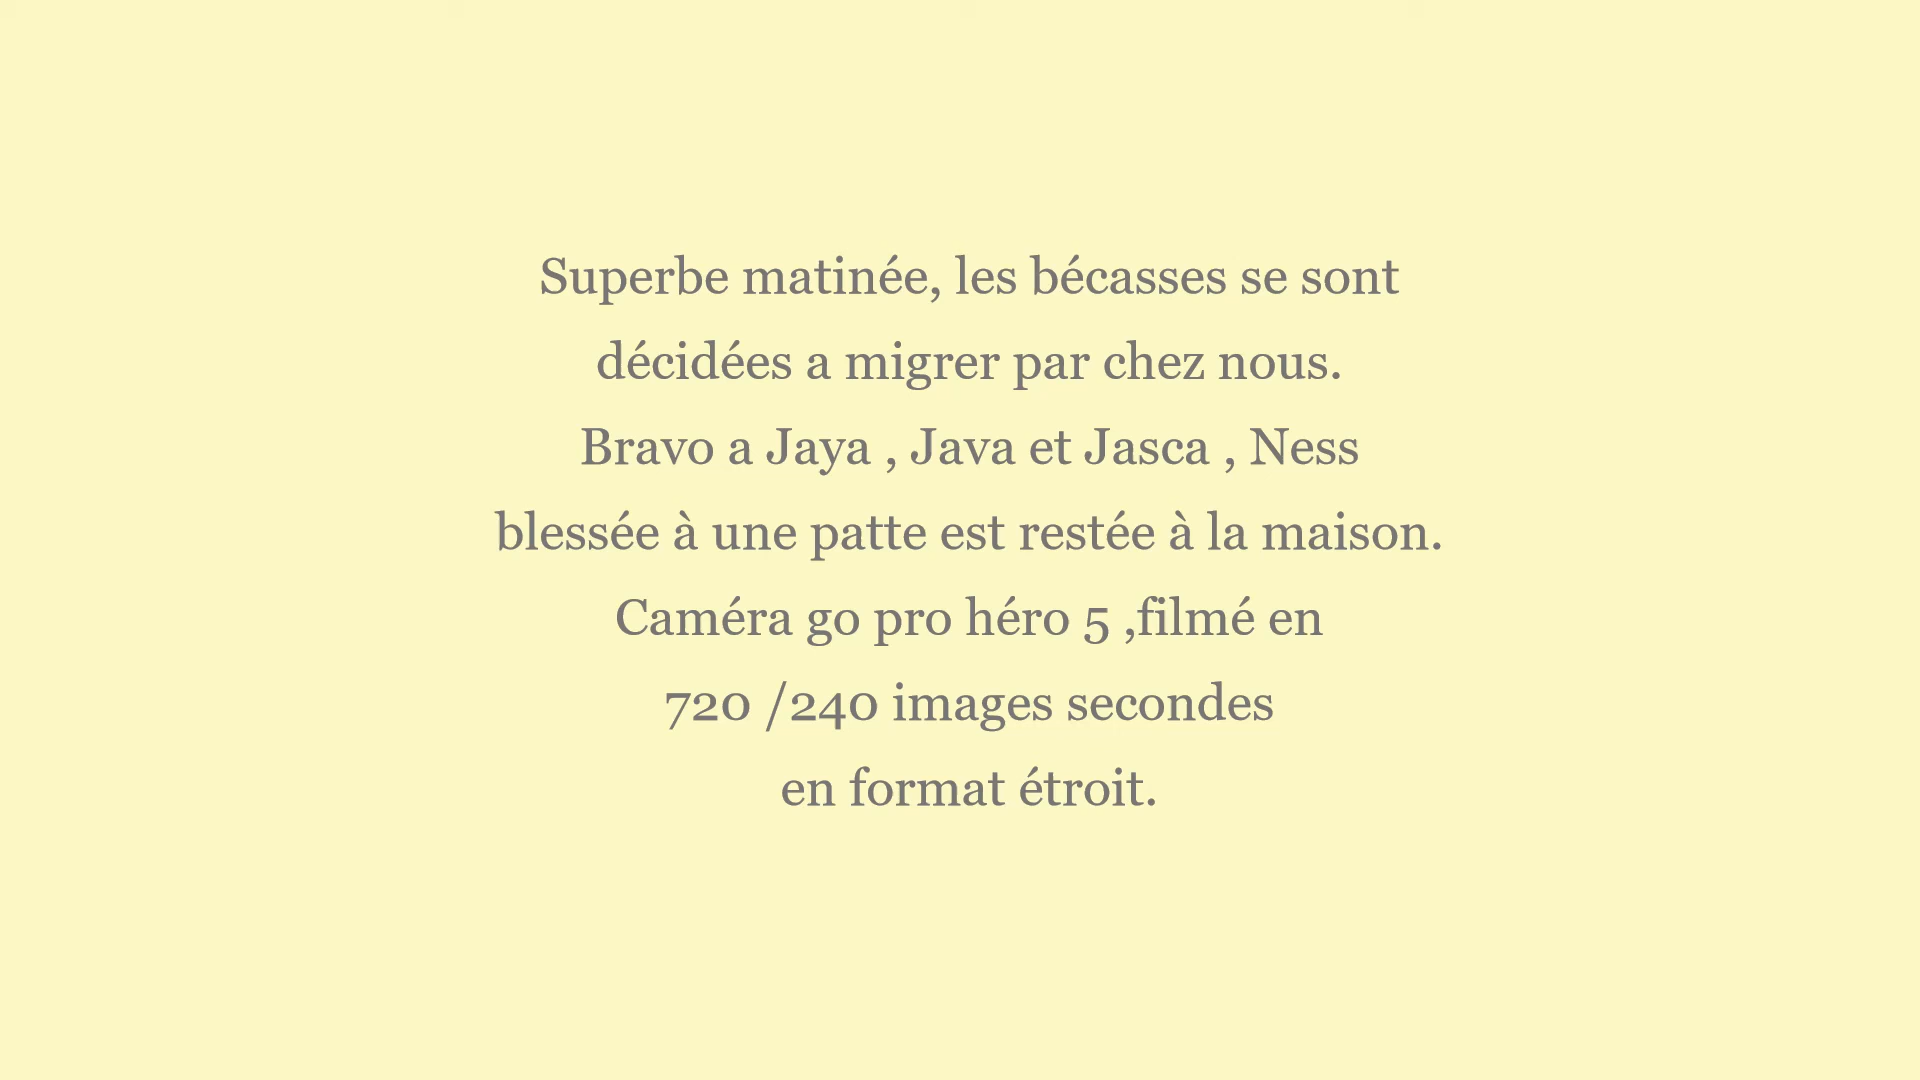 Superbe matinée, les bécasses se sont
décidées a migrer par chez nous.
Bravo a Jaya , Java et Jasca , Ness
blessée à une patte est restée à la maison.
Caméra go pro héro 5 ,filmé en
720 /240 images secondes
en format étroit.